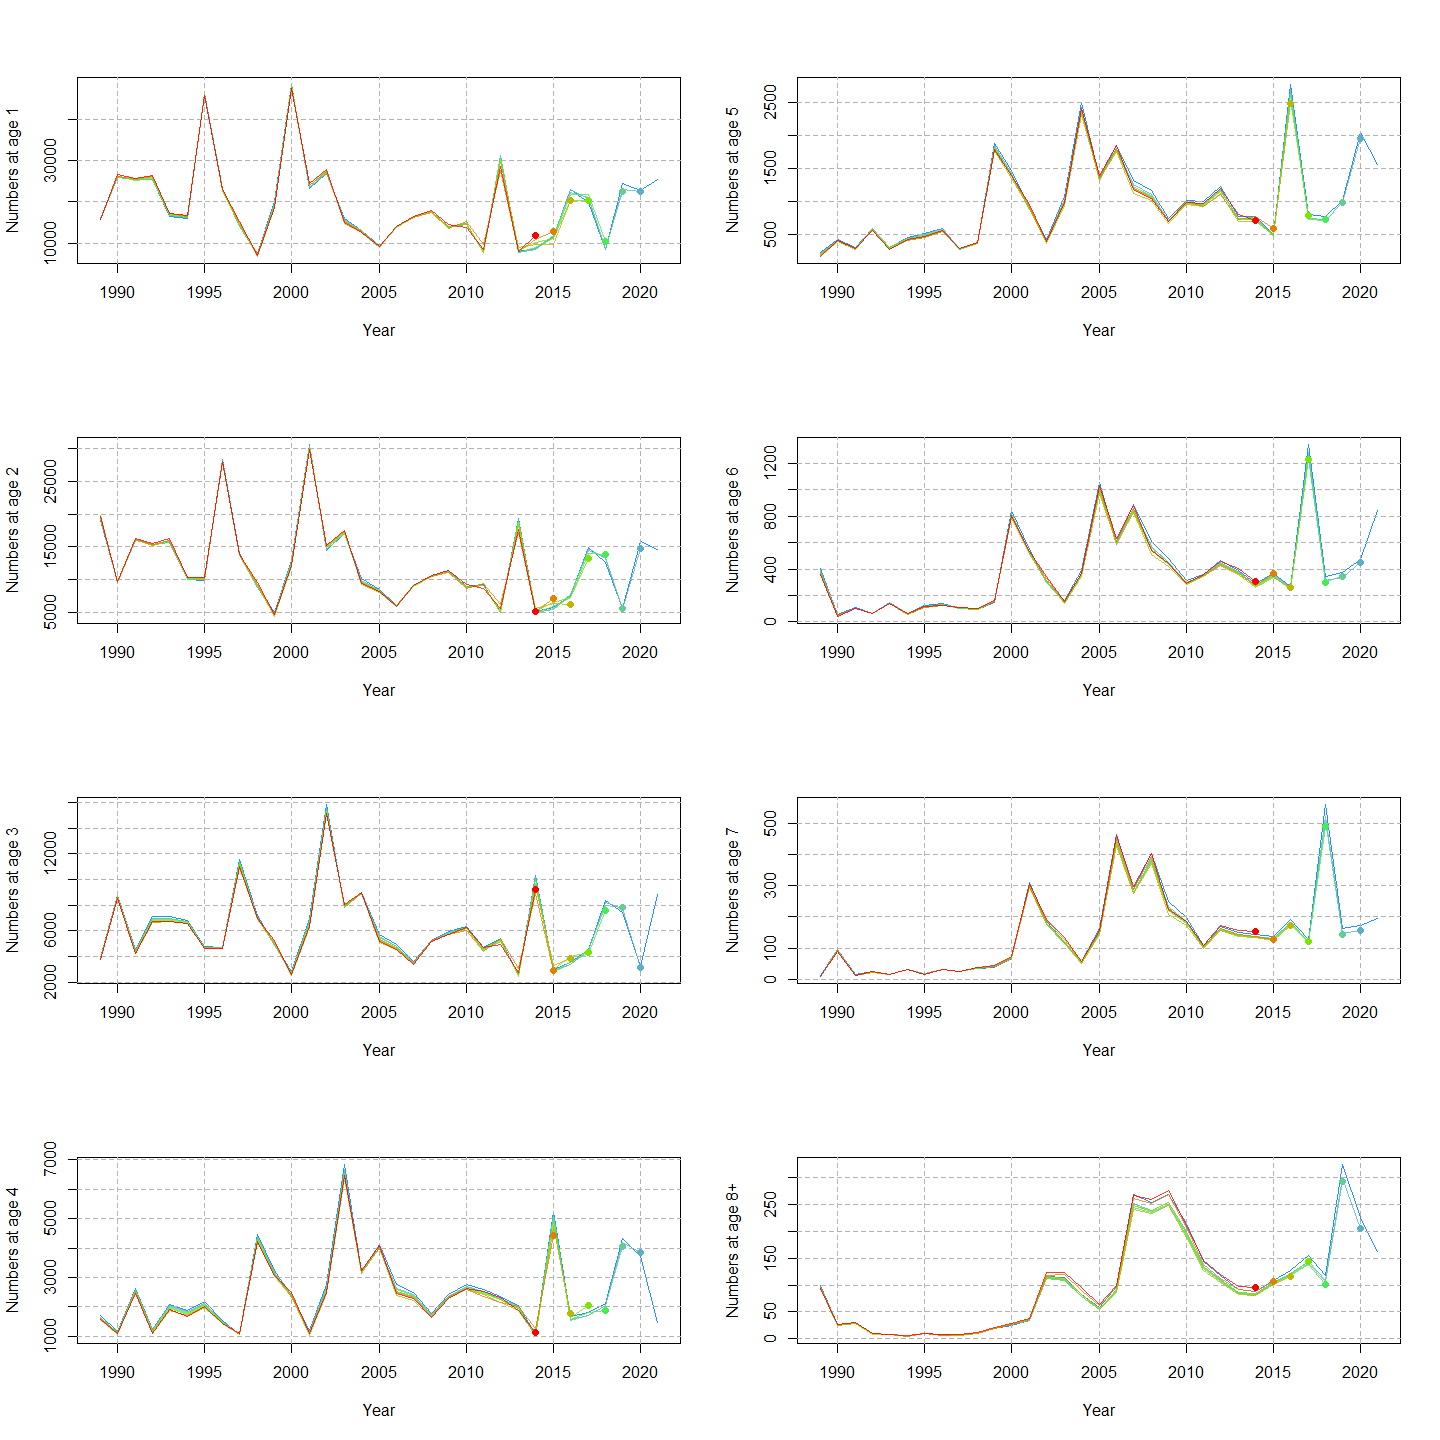 Numbers at age 1
10000 30000
1990 1995 2000 2005 2010 2015 2020
Year
Numbers at age 5
500 1500 2500
1990 1995 2000 2005 2010 2015 2020
Year
Numbers at age 2
5000 15000 25000
1990 1995 2000 2005 2010 2015 2020
Year
Numbers at age 6
0 400 800 1200
1990 1995 2000 2005 2010 2015 2020
Year
Numbers at age 3
2000 6000 12000
1990 1995 2000 2005 2010 2015 2020
Year
Numbers at age 7
0 100 300 500
1990 1995 2000 2005 2010 2015 2020
Year
Numbers at age 4
1000 3000 5000 7000
1990 1995 2000 2005 2010 2015 2020
Year
Numbers at age 8+
0 50 150 250
1990 1995 2000 2005 2010 2015 2020
Year